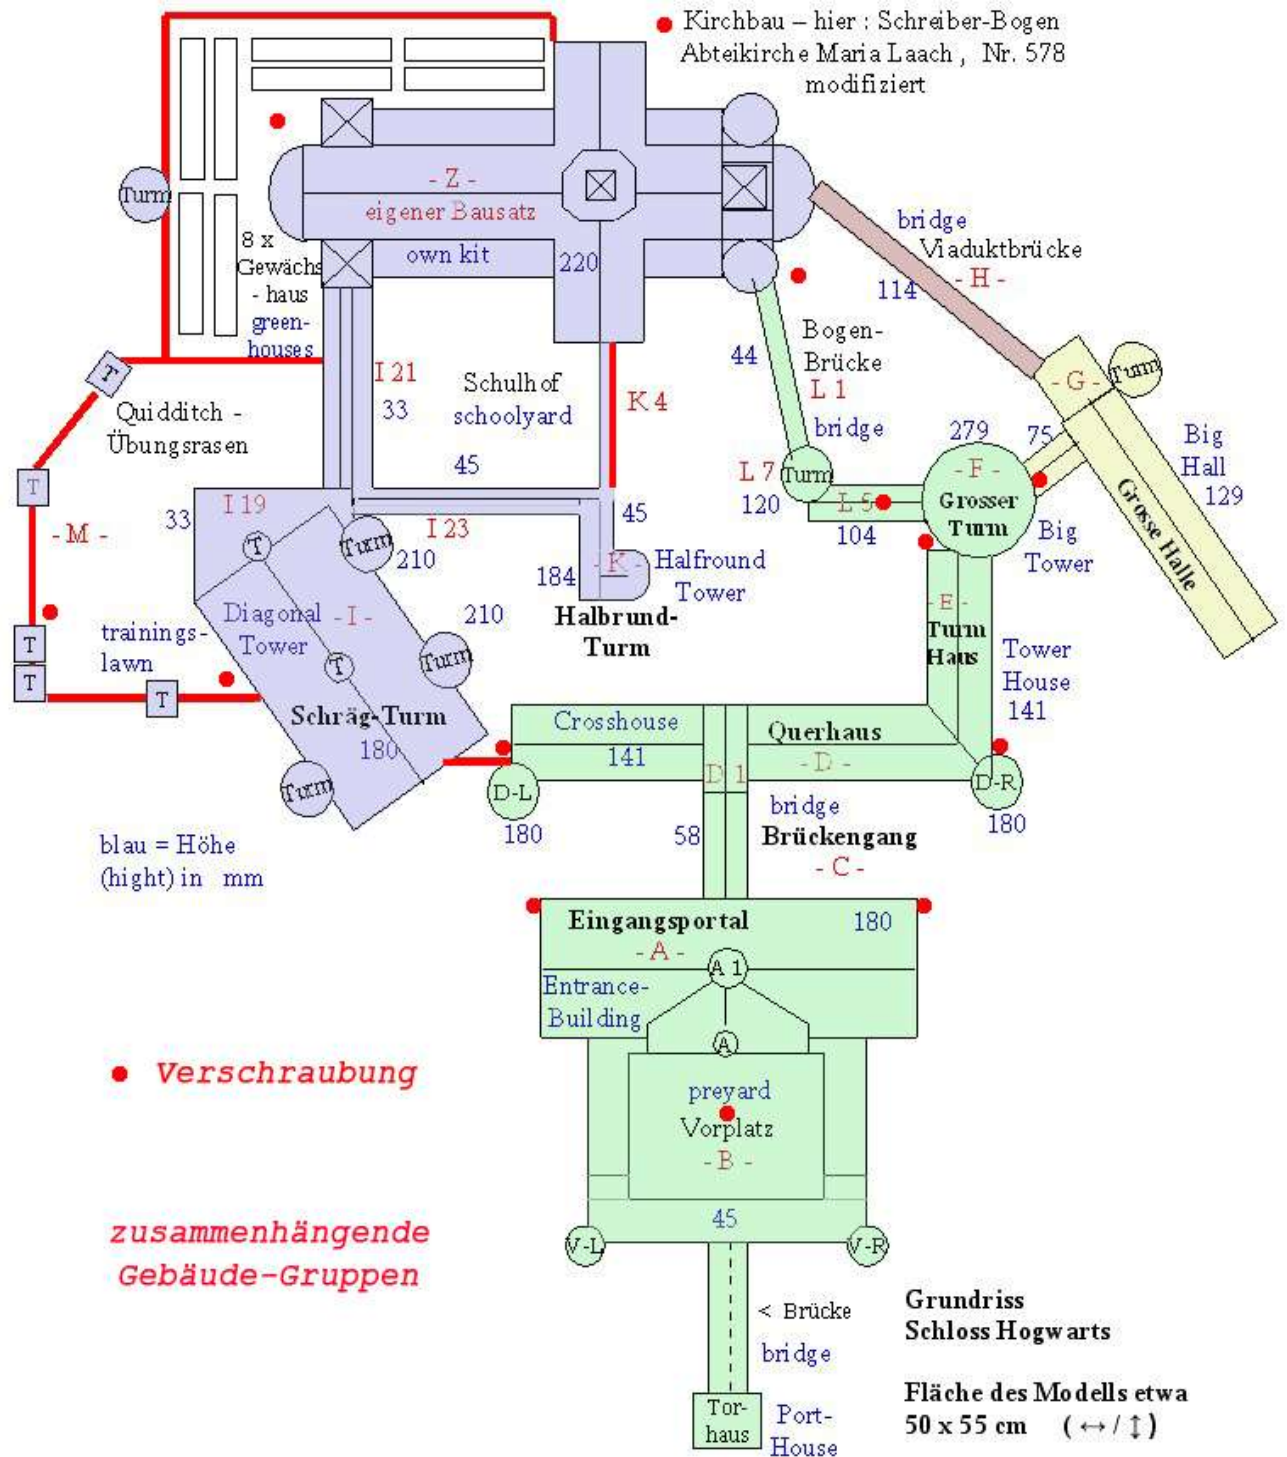 Kirchbau – hier : Schreiber-Bogen
Abteikirche Maria Laach , Nr. 578
modifiziert
Turm
- Z -
eigener Bausatz
own kit
220
8 x
Gewächs
- haus
green-
houses
bridge
Viaduktbrücke
- H -
114
Bogen-
Brücke
L 1
bridge
44
- G -
Turm
T
Quidditch -
Übungsrasen
I 21
33
Schulhof
schoolyard
45
K 4
L 7
120
Turm
L 5
104
279
- F -
Grosser
Turm
75
Big
Tower
Big
Hall
129
Grosse Halle
T
- M -
33
I 19
T
Turm
210
I 23
45
184
- K -
Halfround
Tower
Halbrund-
Turm
- E -
Turm
Haus
Tower
House
141
T
T
T
trainings-
lawn
Diagonal
Tower
- I -
T
210
Turm
Schräg-Turm
180
Turm
Crosshouse
141
D 1
Querhaus
- D -
D-L
180
D-R
180
bridge
Brückengang
- C -
58
blau = Höhe
(hight) in mm
Eingangsportal
- A -
180
A 1
Entrance-
Building
A
preyard
Vorplatz
- B -
45
V-L
V-R
Verschraubung
zusammenhängende
Gebäude-Gruppen
< Brücke
bridge
Tor-
haus
Port-
House
Grundriss
Schloss Hogwarts
Fläche des Modells etwa
50 x 55 cm ( ↔ / ↕ )